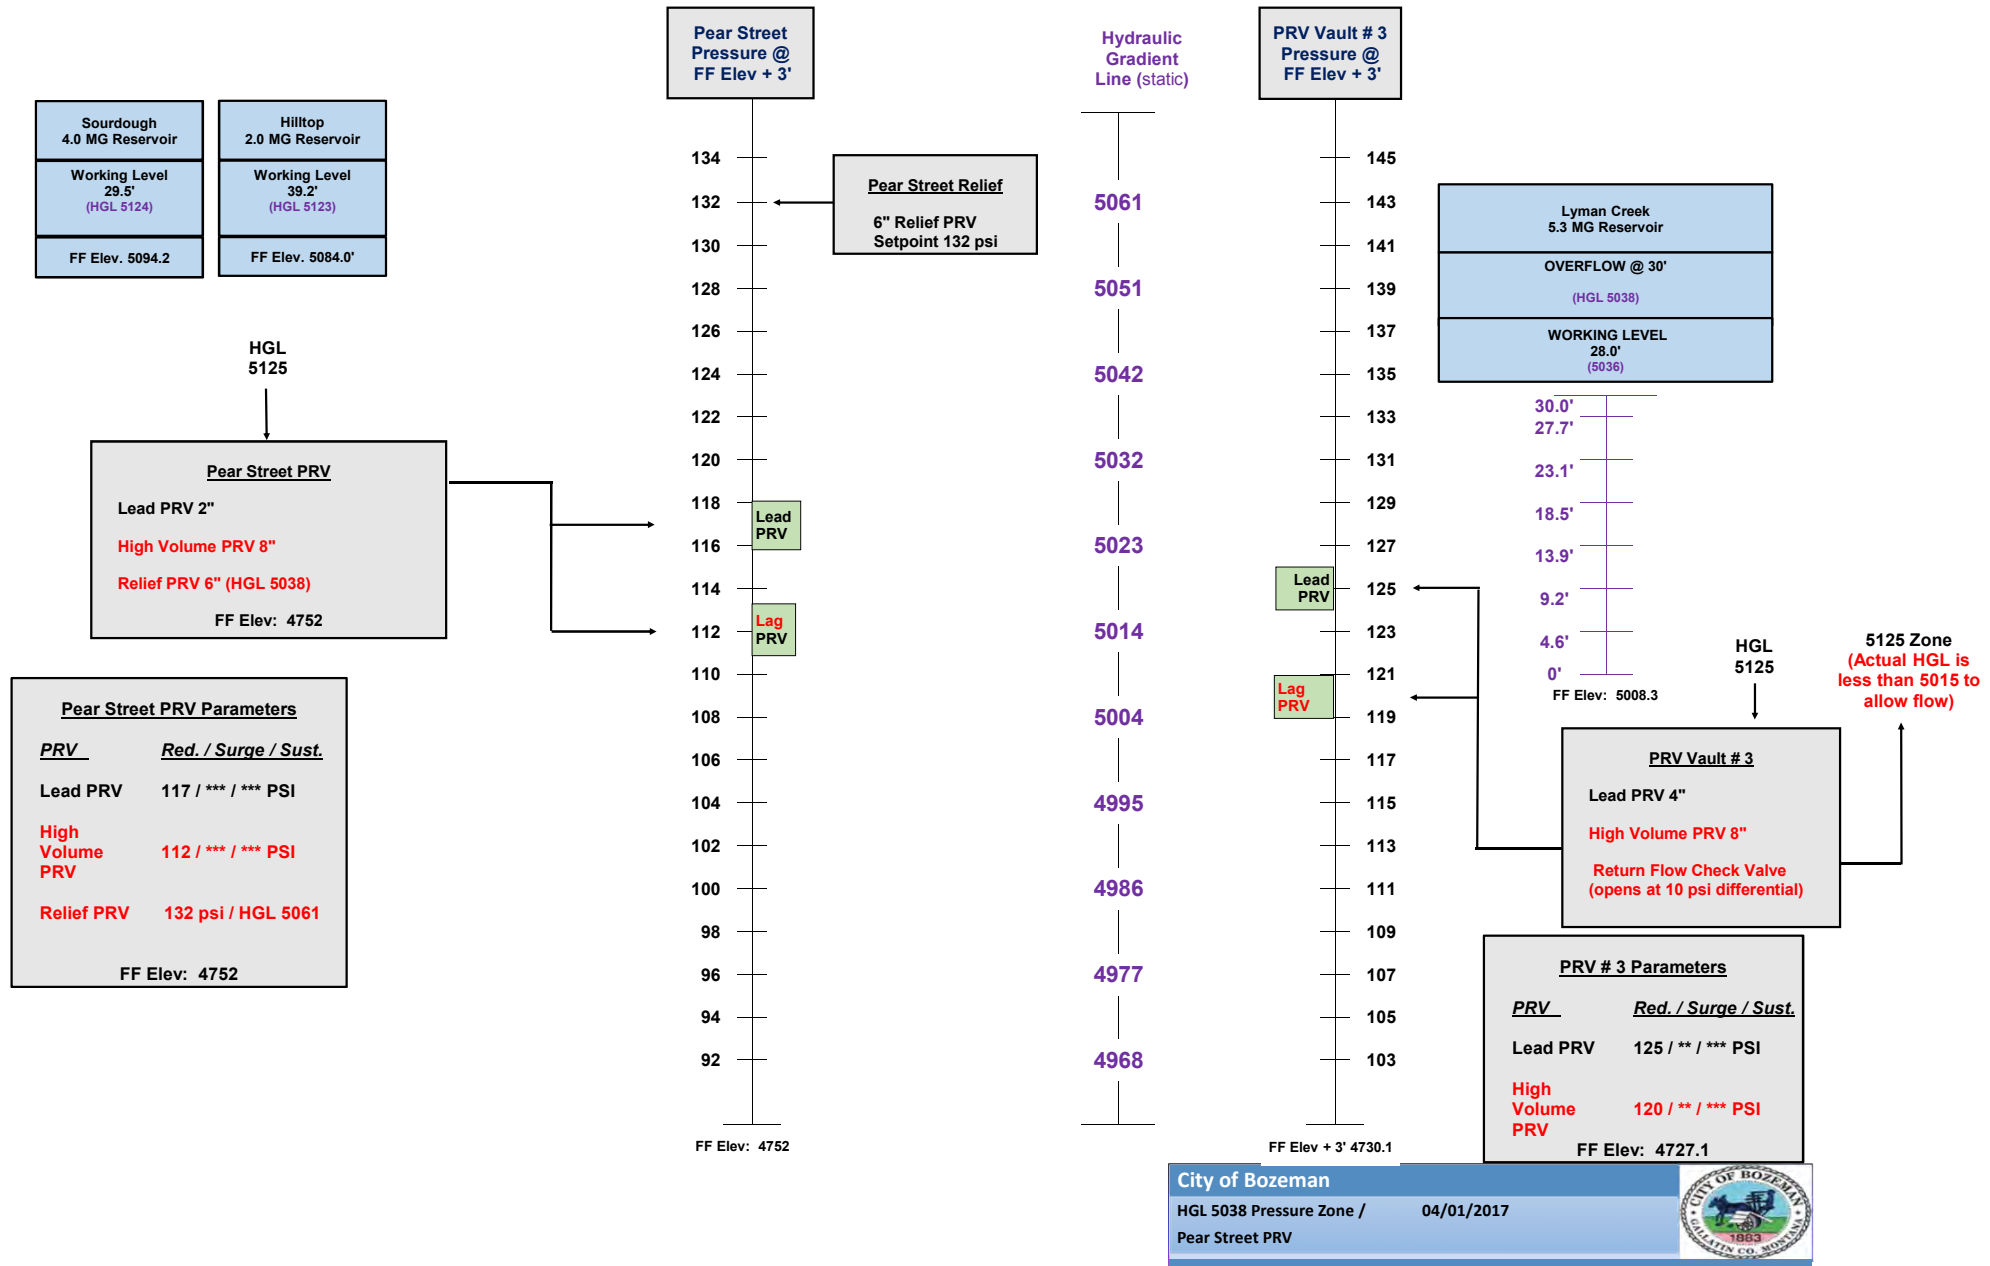 Pear Street
Pressure @
FF Elev + 3'
Hydraulic
Gradient
Line (static)
PRV Vault # 3
Pressure @
FF Elev + 3'
Sourdough
4.0 MG Reservoir
Working Level
29.5'
(HGL 5124)
FF Elev. 5094.2
Hilltop
2.0 MG Reservoir
Working Level
39.2'
(HGL 5123)
FF Elev. 5084.0'
HGL
5125
Pear Street PRV
Lead PRV 2"
High Volume PRV 8"
Relief PRV 6" (HGL 5038)
FF Elev: 4752
Pear Street PRV Parameters
PRV Red. / Surge / Sust.
Lead PRV 117 / *** / *** PSI
High
Volume
PRV
112 / *** / *** PSI
Relief PRV 132 psi / HGL 5061
FF Elev: 4752
134
132
130
128
126
124
122
120
118
116
114
112
110
108
106
104
102
100
98
96
94
92
FF Elev: 4752
Lead
PRV
Lag
PRV
Pear Street Relief
6" Relief PRV
Setpoint 132 psi
5061
5051
5042
5032
5023
5014
5004
4995
4986
4977
4968
145
143
141
139
137
135
133
131
129
127
125
123
121
119
117
115
113
111
109
107
105
103
FF Elev + 3' 4730.1
Lead
PRV
Lag
PRV
Lyman Creek
5.3 MG Reservoir
OVERFLOW @ 30'
(HGL 5038)
WORKING LEVEL
28.0'
(5036)
30.0'
27.7'
23.1'
18.5'
13.9'
9.2'
4.6'
0'
FF Elev: 5008.3
HGL
5125
5125 Zone
(Actual HGL is
less than 5015 to
allow flow)
PRV Vault # 3
Lead PRV 4"
High Volume PRV 8"
Return Flow Check Valve
(opens at 10 psi differential)
PRV # 3 Parameters
PRV Red. / Surge / Sust.
Lead PRV 125 / ** / *** PSI
High
Volume
PRV
120 / ** / *** PSI
FF Elev: 4727.1
City of Bozeman
HGL 5038 Pressure Zone / 04/01/2017
Pear Street PRV
CITY OF BOZEMAN
1883
GALLATIN CO. MONTANA